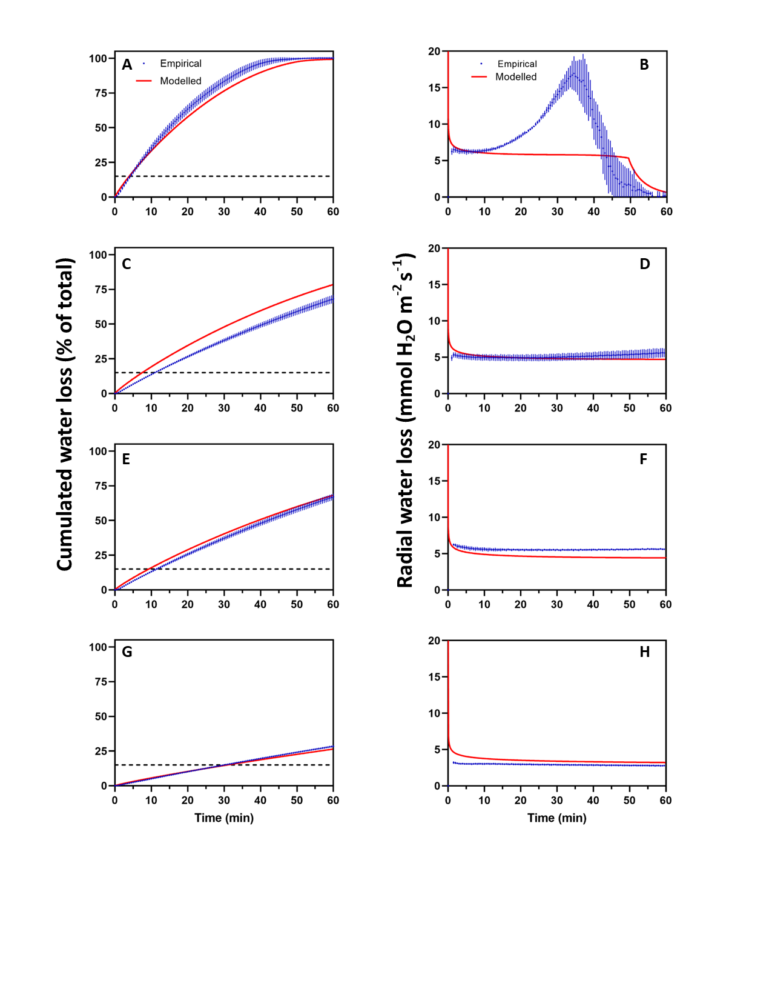 Cumulated water loss (% of total)
Radial water loss (mmol H₂O m⁻² s⁻¹)
A
Empirical
Modelled
100
75
50
25
0
0 10 20 30 40 50 60
B
Empirical
Modelled
20
15
10
5
0
0 10 20 30 40 50 60
C
100
75
50
25
0
0 10 20 30 40 50 60
D
20
15
10
5
0
0 10 20 30 40 50 60
E
100
75
50
25
0
0 10 20 30 40 50 60
F
20
15
10
5
0
0 10 20 30 40 50 60
G
100
75
50
25
0
0 10 20 30 40 50 60
Time (min)
H
20
15
10
5
0
0 10 20 30 40 50 60
Time (min)